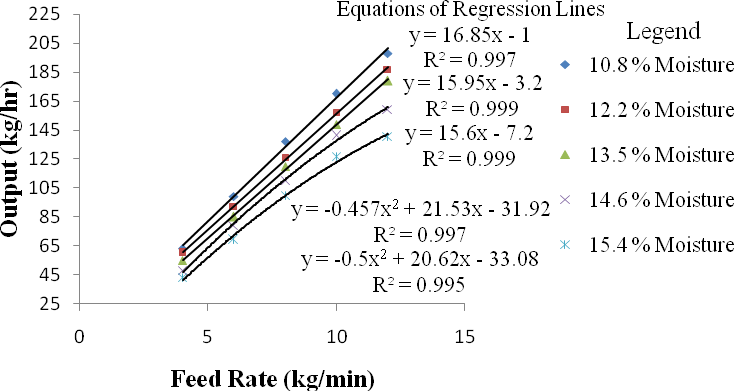 Equations of Regression Lines
y = 16.85x - 1
R² = 0.997
y = 15.95x - 3.2
R² = 0.999
y = 15.6x - 7.2
R² = 0.999
y = -0.457x² + 21.53x - 31.92
R² = 0.997
y = -0.5x² + 20.62x - 33.08
R² = 0.995
Legend
10.8 % Moisture
12.2 % Moisture
13.5 % Moisture
14.6 % Moisture
15.4 % Moisture
Output (kg/hr)
225
205
185
165
145
125
105
85
65
45
25
0
5
10
15
Feed Rate (kg/min)